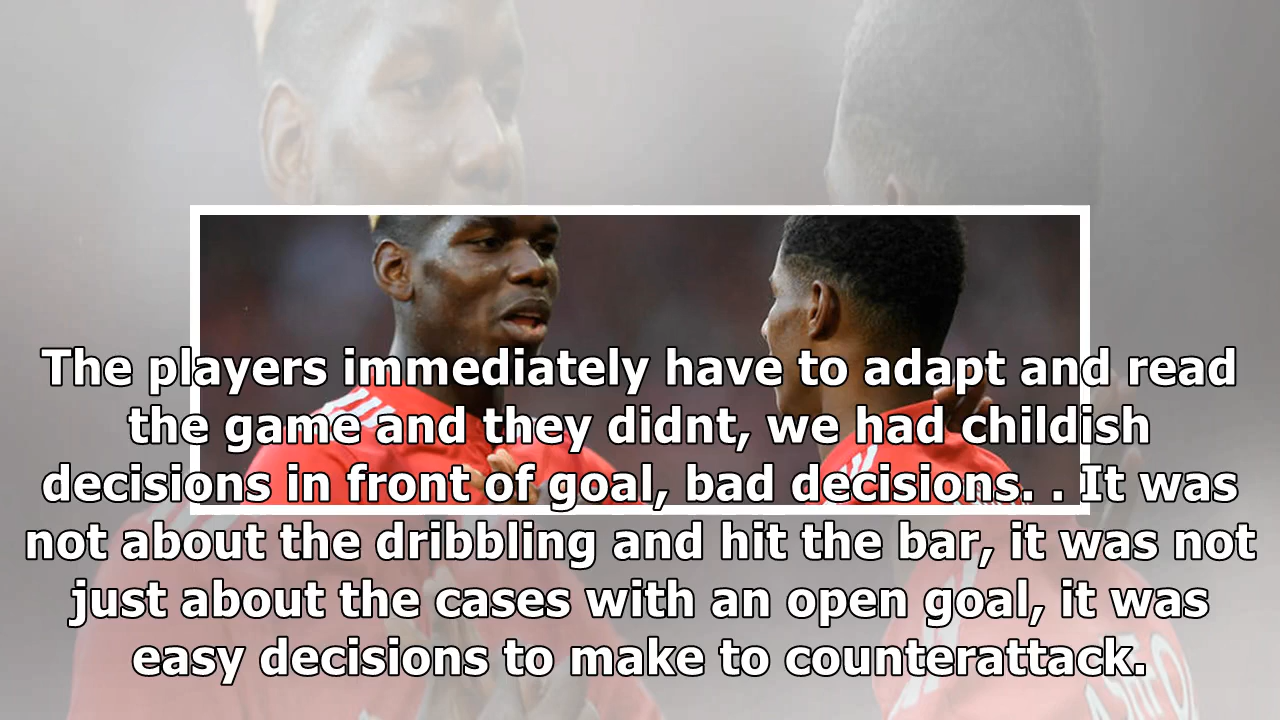 The players immediately have to adapt and read
the game and they didnt, we had childish
decisions in front of goal, bad decisions. . It was
not about the dribbling and hit the bar, it was not
just about the cases with an open goal, it was
easy decisions to make to counterattack.